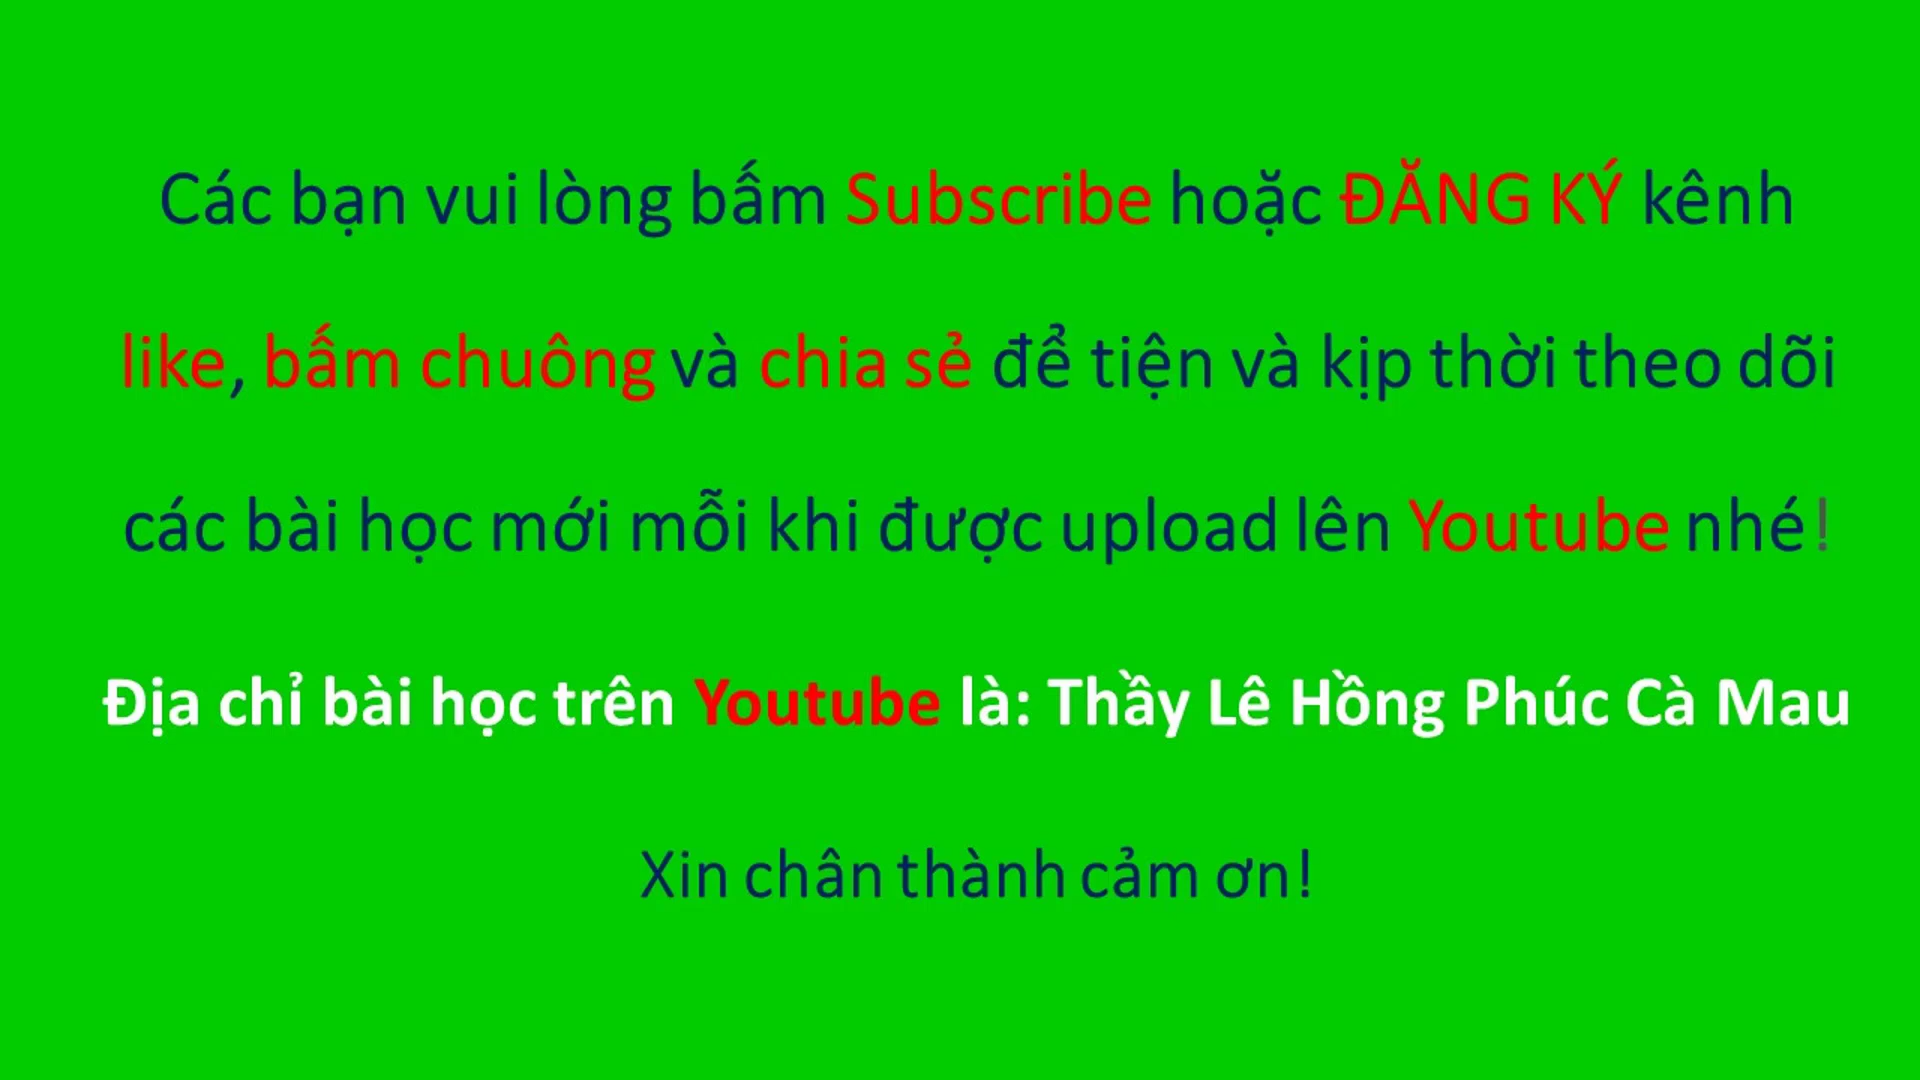 Các bạn vui lòng bấm Subscribe hoặc ĐĂNG KÝ kênh
like, bấm chuông và chia sẻ để tiện và kịp thời theo dõi
các bài học mới mỗi khi được upload lên Youtube nhé!
Địa chỉ bài học trên Youtube là: Thầy Lê Hồng Phúc Cà Mau
Xin chân thành cảm ơn!